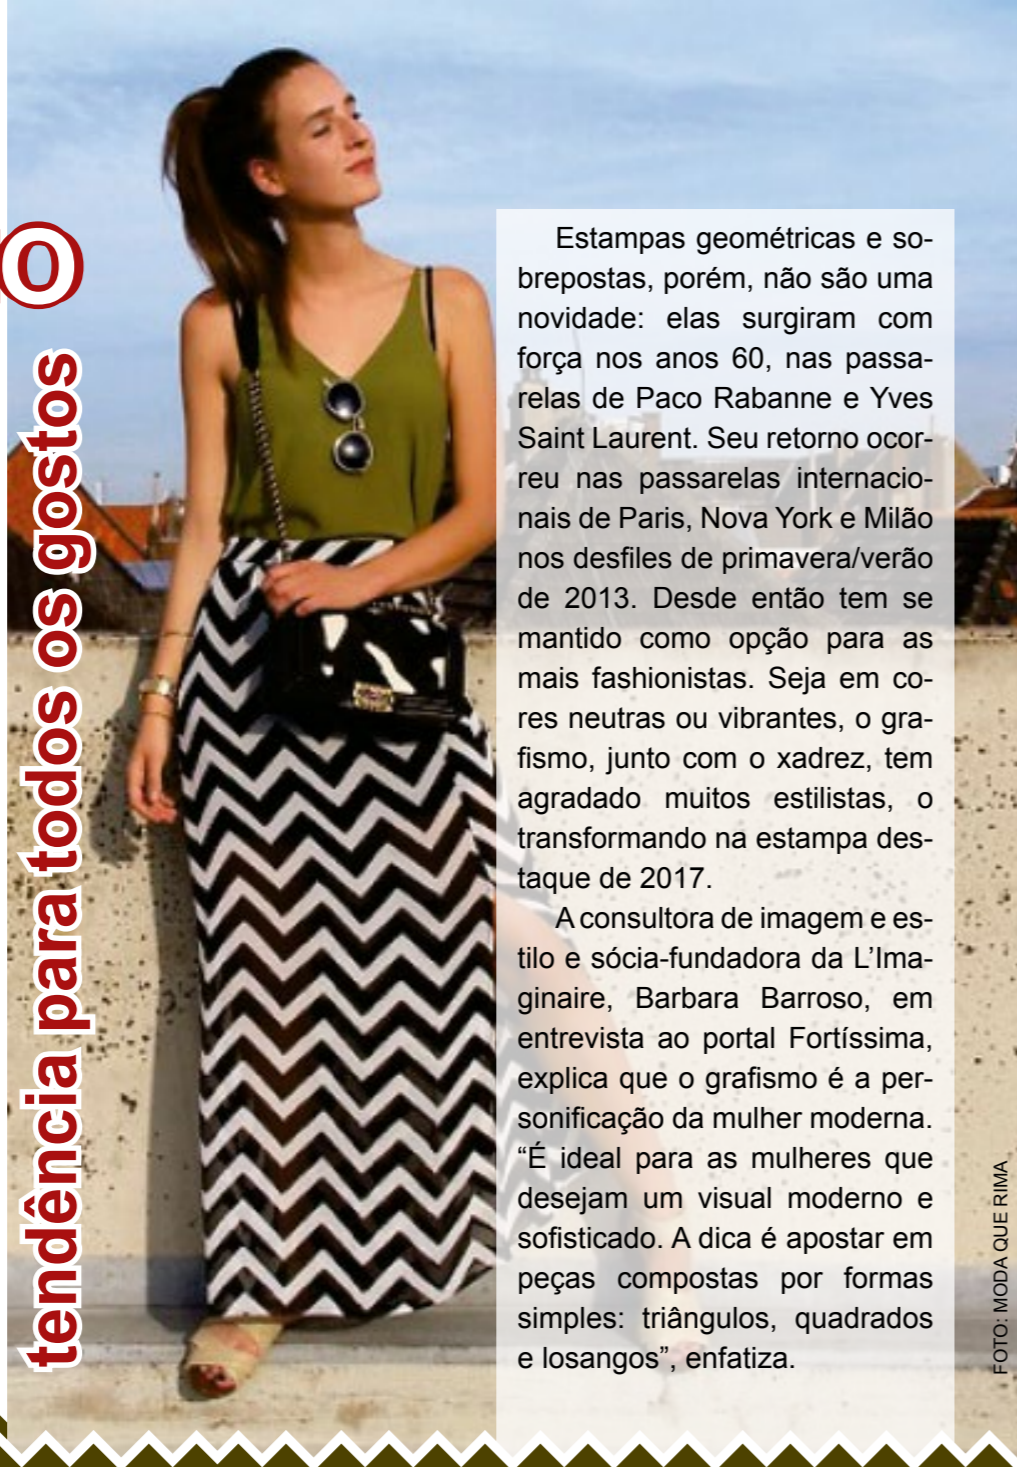 O
tendência para todos os gostos
Estampas geométricas e so-
brepostas, porém, não são uma
novidade: elas surgiram com
força nos anos 60, nas passa-
relas de Paco Rabanne e Yves
Saint Laurent. Seu retorno ocor-
reu nas passarelas internacio-
nais de Paris, Nova York e Milão
nos desfiles de primavera/verão
de 2013. Desde então tem se
mantido como opção para as
mais fashionistas. Seja em co-
res neutras ou vibrantes, o gra-
fismo, junto com o xadrez, tem
agradado muitos estilistas, o
transformando na estampa des-
taque de 2017.
A consultora de imagem e es-
tilo e sócia-fundadora da L’Ima-
ginaire, Barbara Barroso, em
entrevista ao portal Fortíssima,
explica que o grafismo é a per-
sonificação da mulher moderna.
“É ideal para as mulheres que
desejam um visual moderno e
sofisticado. A dica é apostar em
peças compostas por formas
simples: triângulos, quadrados
e losangos”, enfatiza.
FOTO: MODA QUE RIMA